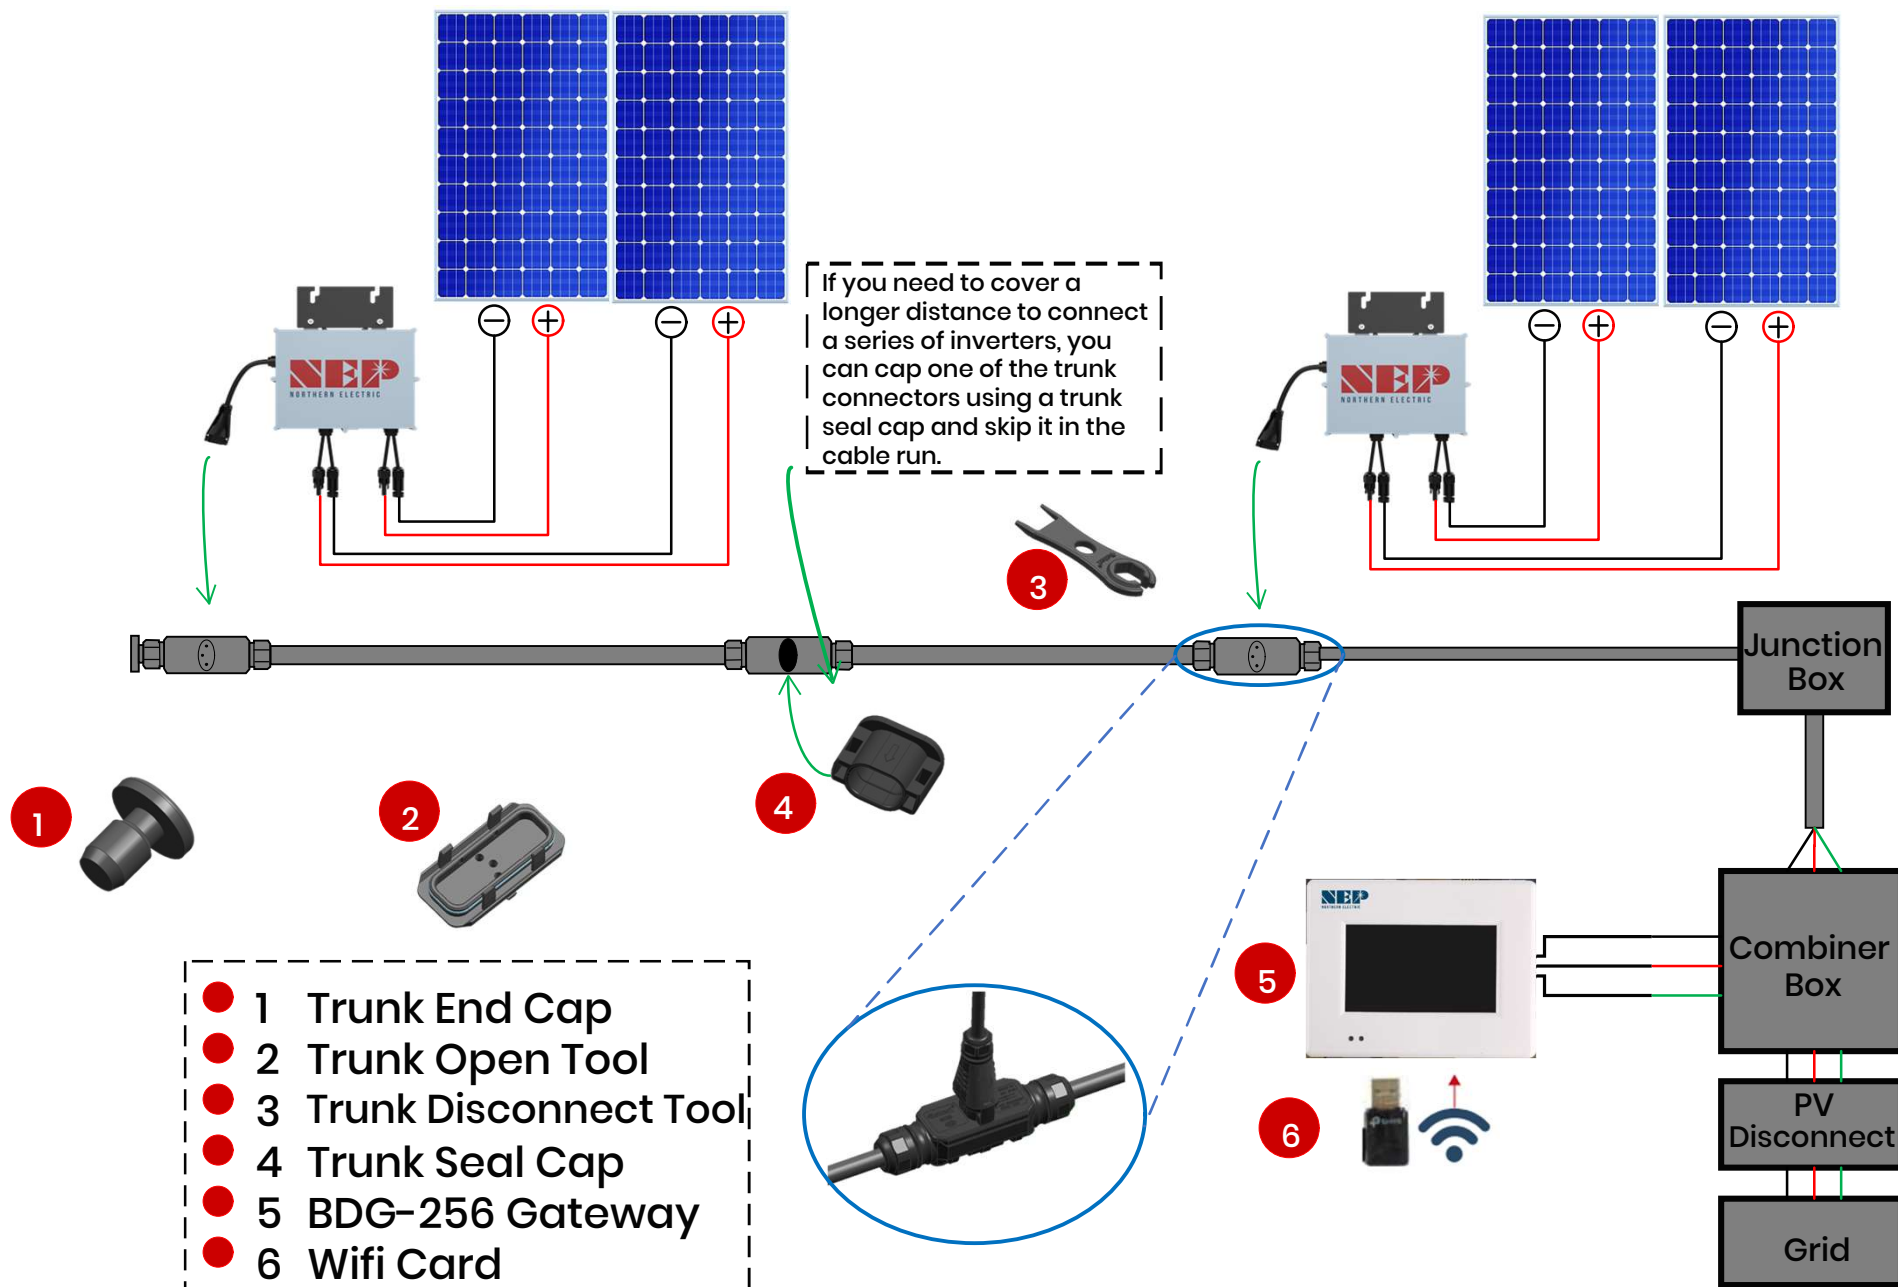 If you need to cover a
longer distance to connect
a series of inverters, you
can cap one of the trunk
connectors using a trunk
seal cap and skip it in the
cable run.
− + − +
− + − +
NEP
NORTHERN ELECTRIC
NEP
NORTHERN ELECTRIC
3
Junction
Box
1
2
4
NEP
NORTHERN ELECTRIC
5
Combiner
Box
6
PV
Disconnect
Grid
1 Trunk End Cap
2 Trunk Open Tool
3 Trunk Disconnect Tool
4 Trunk Seal Cap
5 BDG-256 Gateway
6 Wifi Card